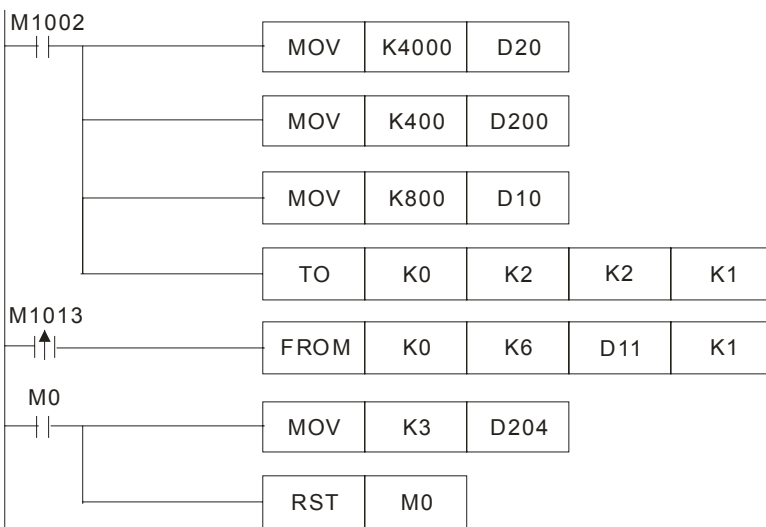 M1002
MOV K4000 D20
MOV K400 D200
MOV K800 D10
TO K0 K2 K2 K1
M1013
FROM K0 K6 D11 K1
M0
MOV K3 D204
RST M0